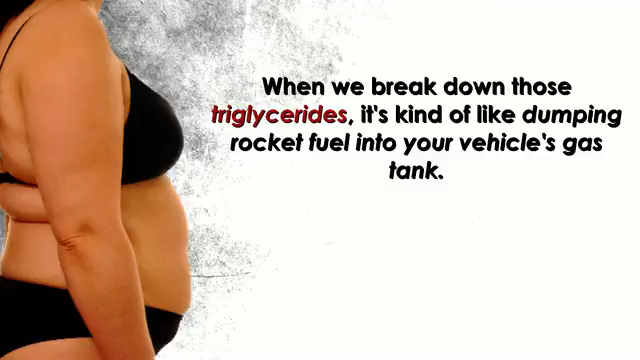 When we break down those
triglycerides, it's kind of like dumping
rocket fuel into your vehicle's gas
tank.